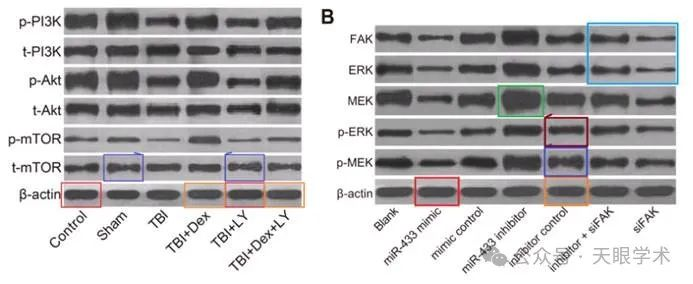 p-PI3K
t-PI3K
p-Akt
t-Akt
p-mTOR
t-mTOR
β-actin
Control
Sham
TBI
TBI+Dex
TBI+LY
TBI+Dex+LY
B
FAK
ERK
MEK
p-ERK
p-MEK
β-actin
Blank
miR-433 mimic
mimic control
miR-433 inhibitor
inhibitor control
inhibitor + siFAK
siFAK
公众号 · 天眼学术